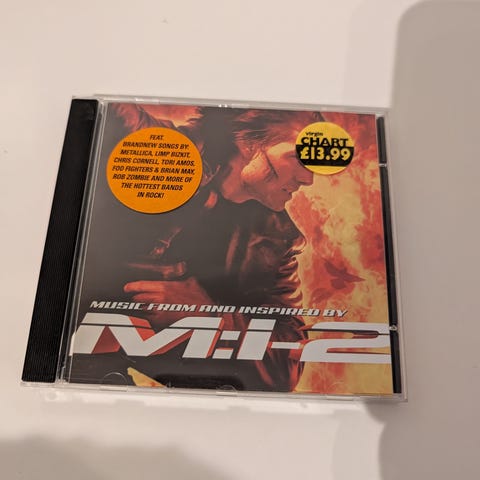 FEAT.
BRANDNEW SONGS BY:
METALLICA, LIMP BIZKIT,
CHRIS CORNELL, TORI AMOS,
FOO FIGHTERS & BRIAN MAY,
ROB ZOMBIE AND MORE OF
THE HOTTEST BANDS
IN ROCK!
virgin
CHART
£13.99
MUSIC FROM AND INSPIRED BY
M:I-2